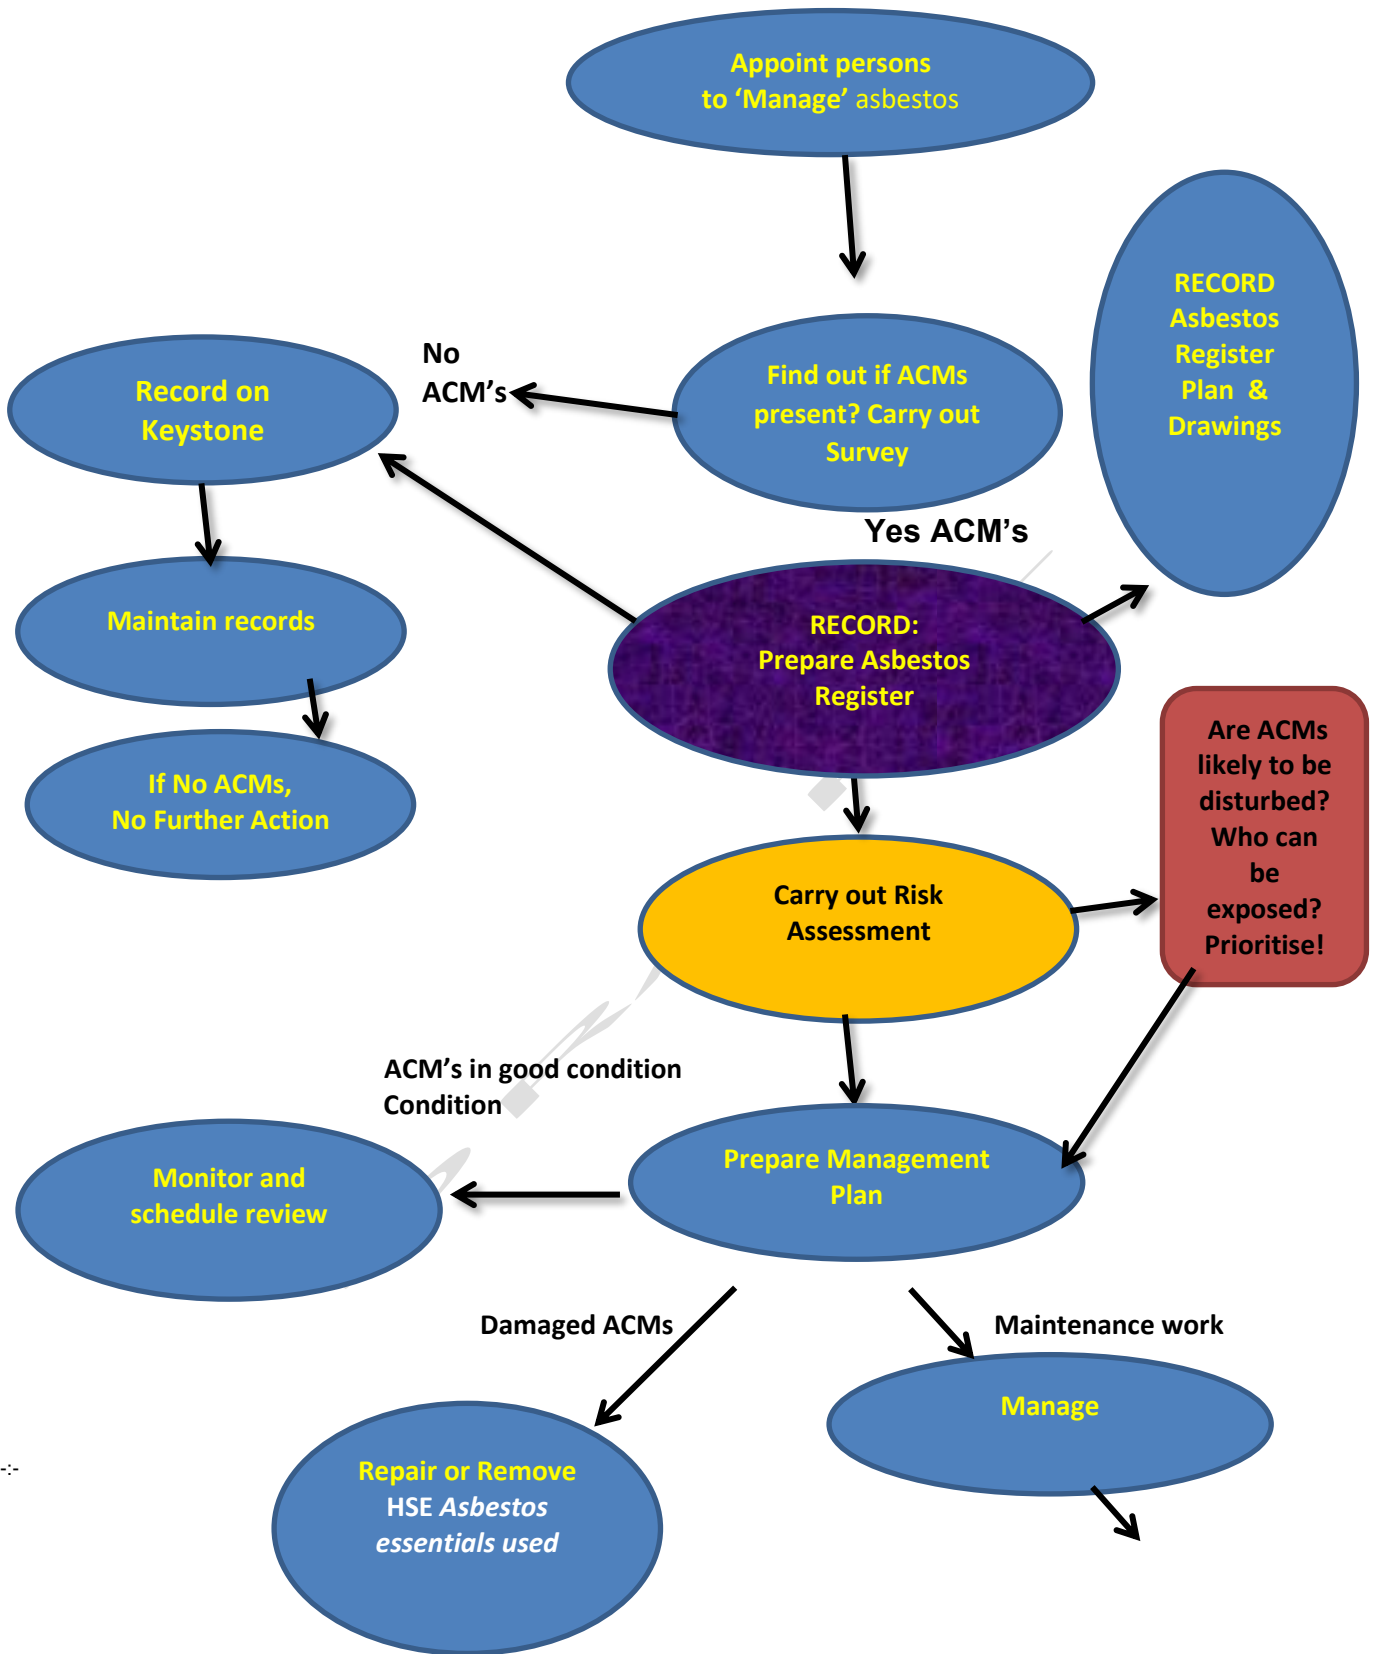 Appoint persons
to ‘Manage’ asbestos
RECORD
Asbestos
Register
Plan &
Drawings
No
ACM’s
Find out if ACMs
present? Carry out
Survey
Record on
Keystone
Yes ACM’s
Maintain records
RECORD:
Prepare Asbestos
Register
If No ACMs,
No Further Action
Are ACMs
likely to be
disturbed?
Who can
be
exposed?
Prioritise!
Carry out Risk
Assessment
ACM’s in good condition
Condition
Prepare Management
Plan
Monitor and
schedule review
Damaged ACMs
Maintenance work
Manage
Repair or Remove
HSE Asbestos
essentials used
-:-